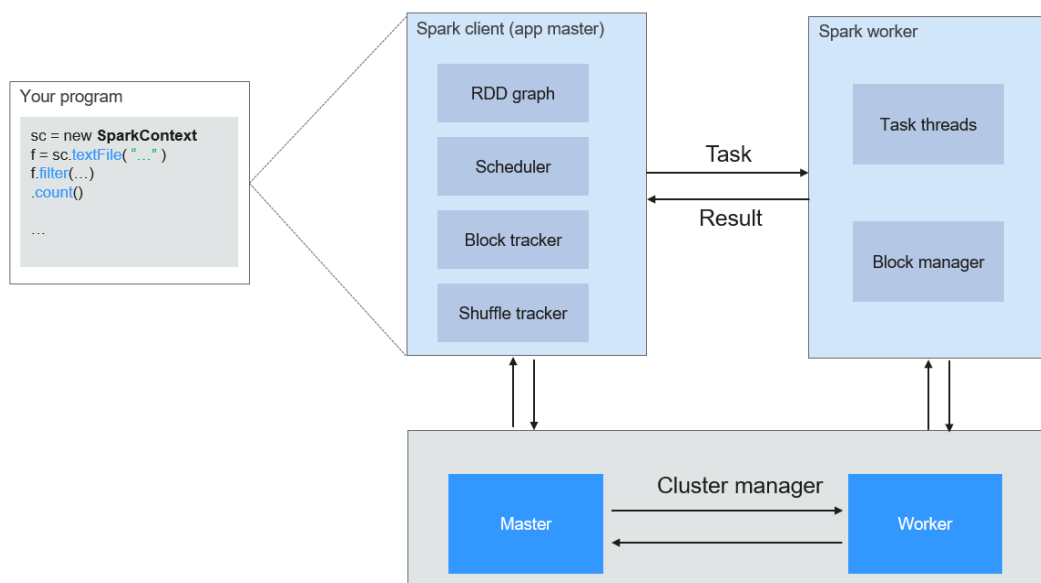 Your program
sc = new SparkContext
f = sc.textFile( “…” )
f.filter(…)
.count()
…
Spark client (app master)
RDD graph
Scheduler
Block tracker
Shuffle tracker
Task
Result
Spark worker
Task threads
Block manager
Cluster manager
Master
Worker